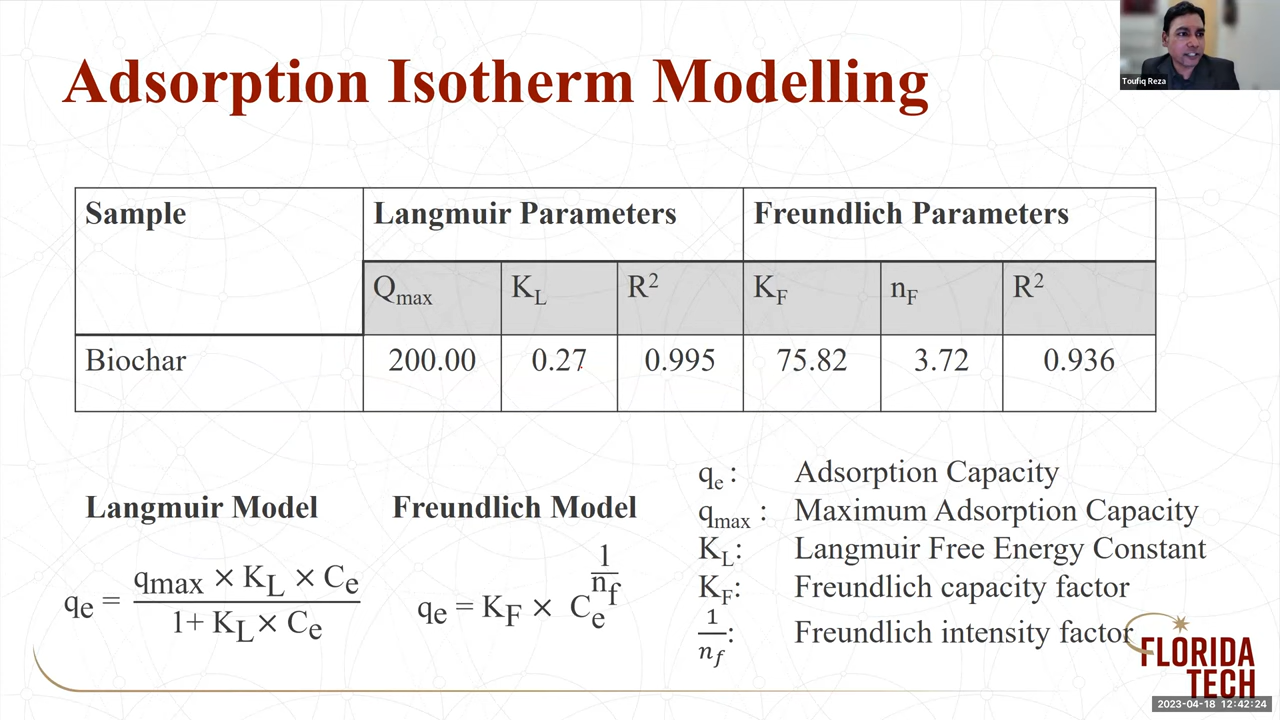 Adsorption Isotherm Modelling
Toufiq Reza
Sample Langmuir Parameters Freundlich Parameters
Qmax KL R² KF nF R²
Biochar 200.00 0.27 0.995 75.82 3.72 0.936
Langmuir Model
qe = qmax × KL × Ce / 1+ KL× Ce
Freundlich Model
qe = KF × Ce^(1/nf)
qe : Adsorption Capacity
qmax : Maximum Adsorption Capacity
KL: Langmuir Free Energy Constant
KF: Freundlich capacity factor
1/nf: Freundlich intensity factor
FLORIDA
TECH
2023-04-18 12:42:24